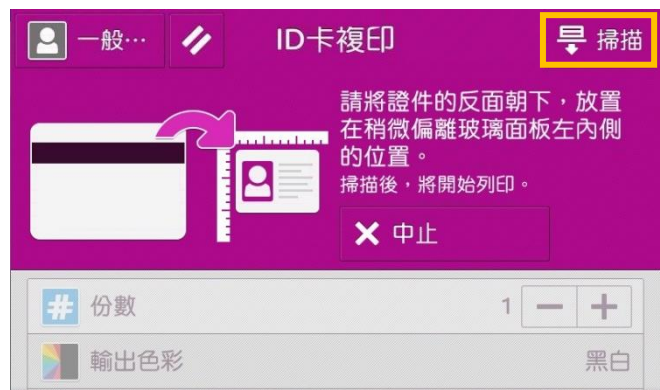 一般…
ID卡複印
掃描
請將證件的反面朝下，放置
在稍微偏離玻璃面板左內側
的位置。
掃描後，將開始列印。
中止
份數
1
輸出色彩
黑白